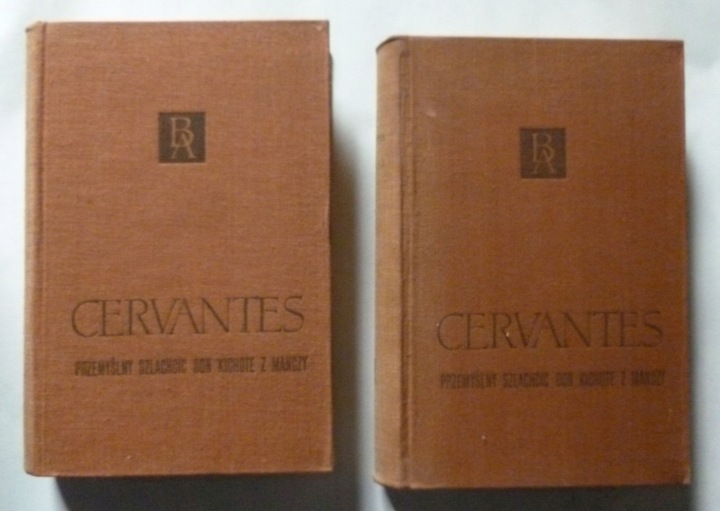 BA
CERVANTES
PRZEMYŚLNY SZLACHCIC DON KICHOTE Z MANCZY
BA
CERVANTES
PRZEMYŚLNY SZLACHCIC DON KICHOTE Z MANCZY